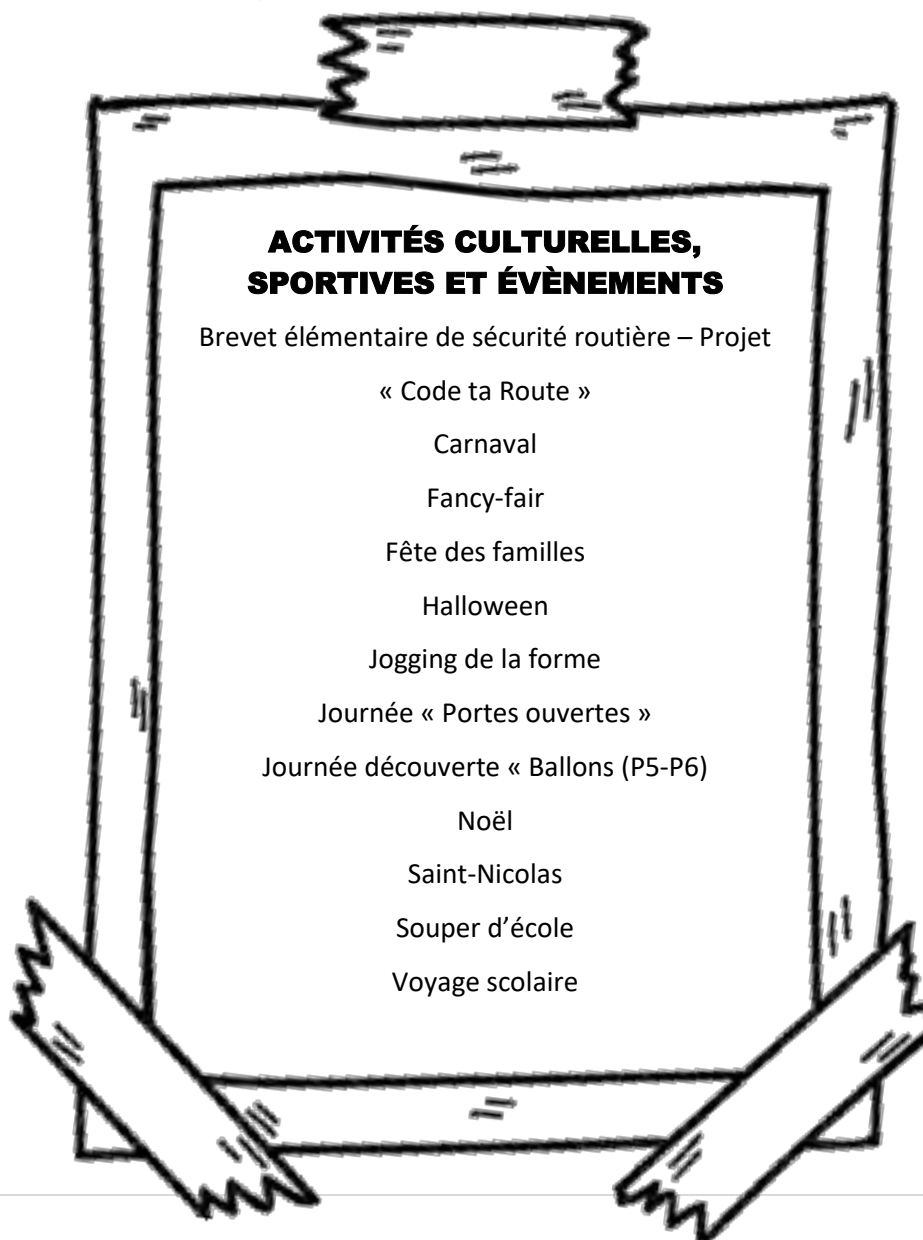 ACTIVITÉS CULTURELLES,
SPORTIVES ET ÉVÈNEMENTS
Brevet élémentaire de sécurité routière – Projet
« Code ta Route »
Carnaval
Fancy-fair
Fête des familles
Halloween
Jogging de la forme
Journée « Portes ouvertes »
Journée découverte « Ballons (P5-P6)
Noël
Saint-Nicolas
Souper d’école
Voyage scolaire